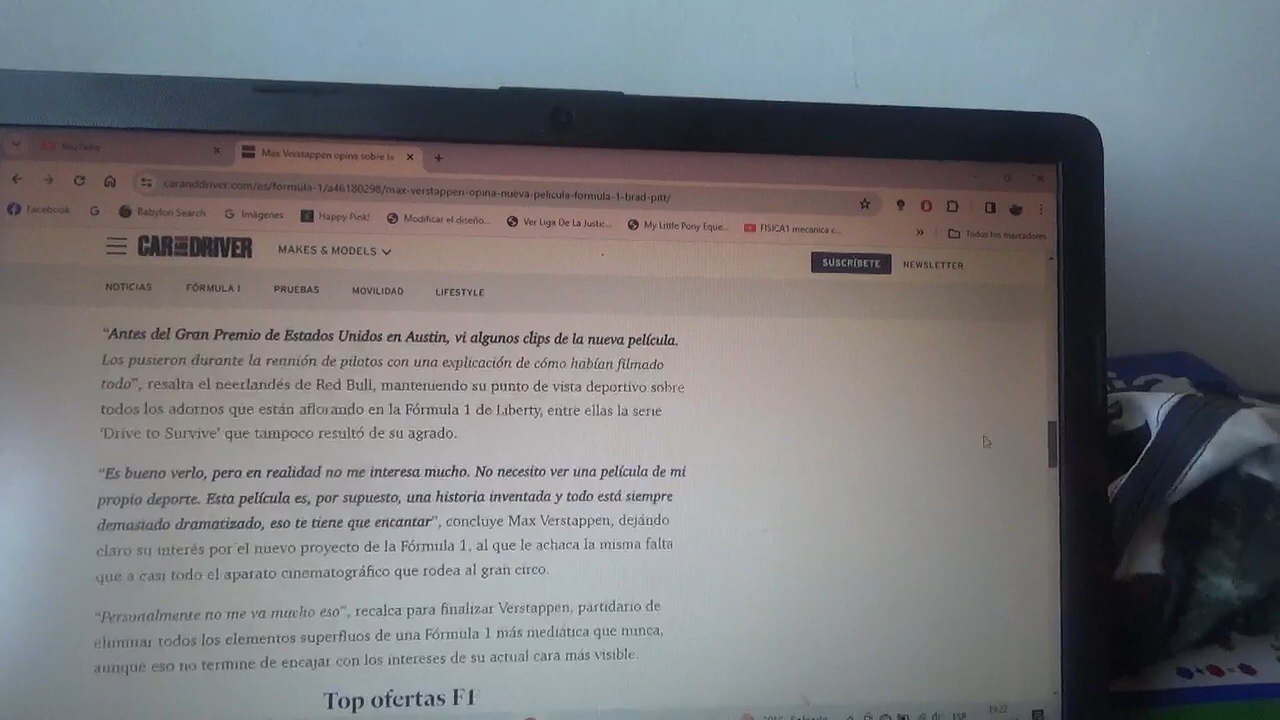 YouTube
Max Verstappen opina sobre la
caranddriver.com/es/formula-1/a46180298/max-verstappen-opina-nueva-pelicula-formula-1-brad-pitt/
Facebook
Babylon Search
Imágenes
Happy Pink!
Modificar el diseño...
Ver Liga De La Justic...
My Little Pony Eque...
FISICA1 mecanica c...
Todos los marcadores
CAR AND DRIVER
MAKES & MODELS
SUSCRÍBETE
NEWSLETTER
NOTICIAS FÓRMULA 1 PRUEBAS MOVILIDAD LIFESTYLE
“Antes del Gran Premio de Estados Unidos en Austin, vi algunos clips de la nueva película.
Los pusieron durante la reunión de pilotos con una explicación de cómo habían filmado
todo”, resalta el neerlandés de Red Bull, manteniendo su punto de vista deportivo sobre
todos los adornos que están aflorando en la Fórmula 1 de Liberty, entre ellas la serie
‘Drive to Survive’ que tampoco resultó de su agrado.
“Es bueno verlo, pero en realidad no me interesa mucho. No necesito ver una película de mi
propio deporte. Esta película es, por supuesto, una historia inventada y todo está siempre
demasiado dramatizado, eso te tiene que encantar”, concluye Max Verstappen, dejando
claro su interés por el nuevo proyecto de la Fórmula 1, al que le achaca la misma falta
que a casi todo el aparato cinematográfico que rodea al gran circo.
“Personalmente no me va mucho eso”, recalca para finalizar Verstappen, partidario de
eliminar todos los elementos superfluos de una Fórmula 1 más mediática que nunca,
aunque eso no termine de encajar con los intereses de su actual cara más visible.
Top ofertas F1
ESP
19:22